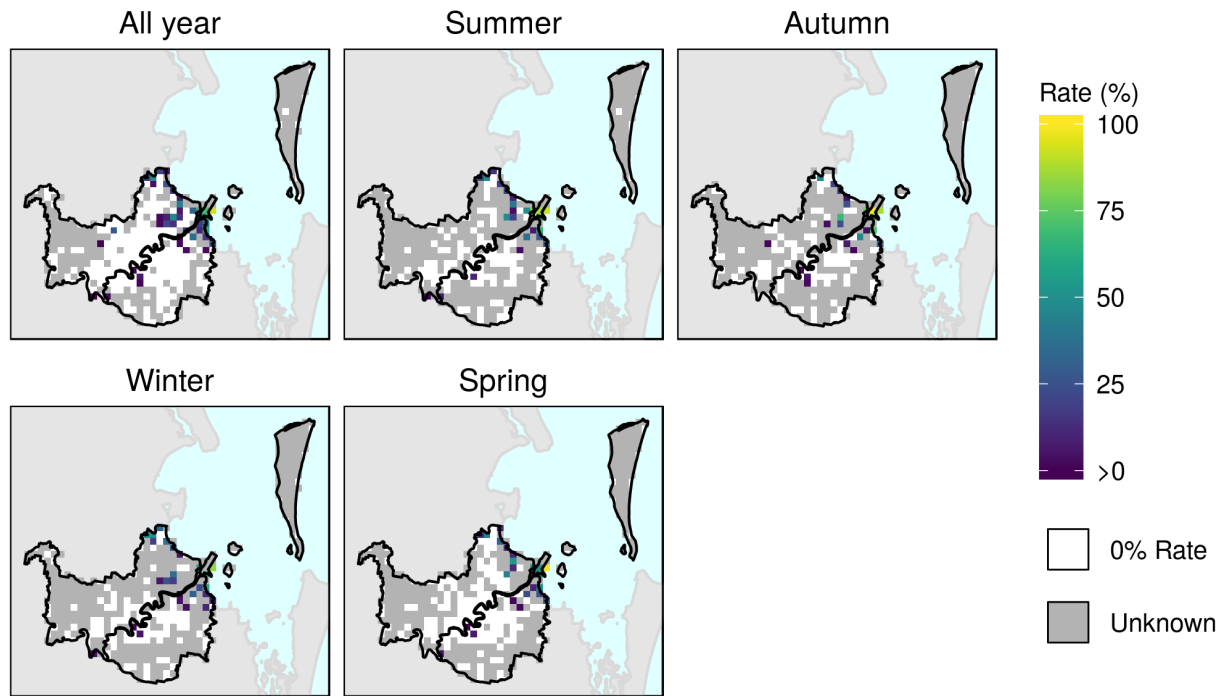 All year
Summer
Autumn
Winter
Spring
Rate (%)
100
75
50
25
>0
0% Rate
Unknown